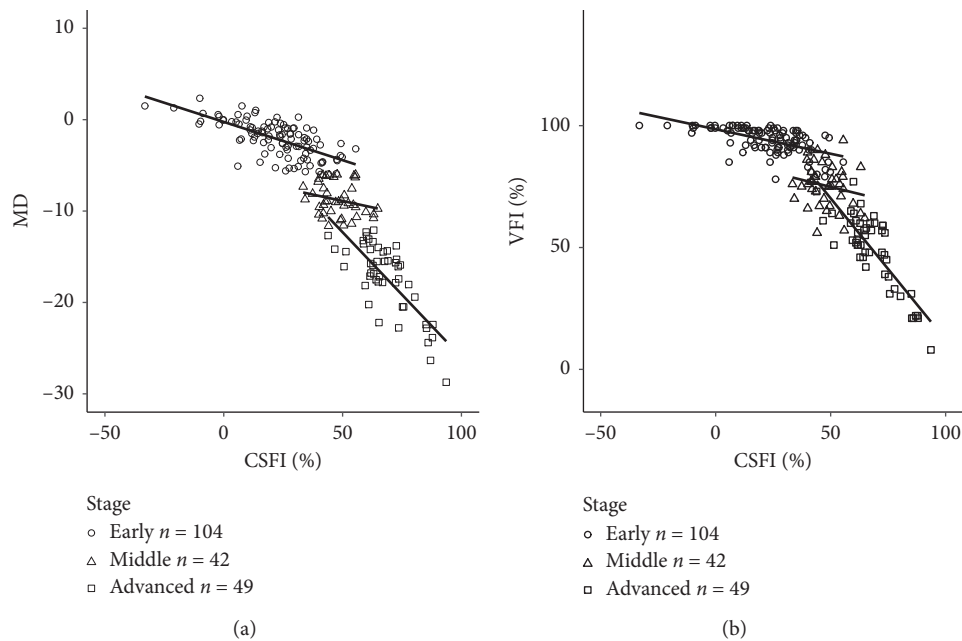 10
0
−10
−20
−30
MD
−50
0
50
100
CSFI (%)
Stage
Early n = 104
Middle n = 42
Advanced n = 49
(a)
100
50
0
VFI (%)
−50
0
50
100
CSFI (%)
Stage
Early n = 104
Middle n = 42
Advanced n = 49
(b)